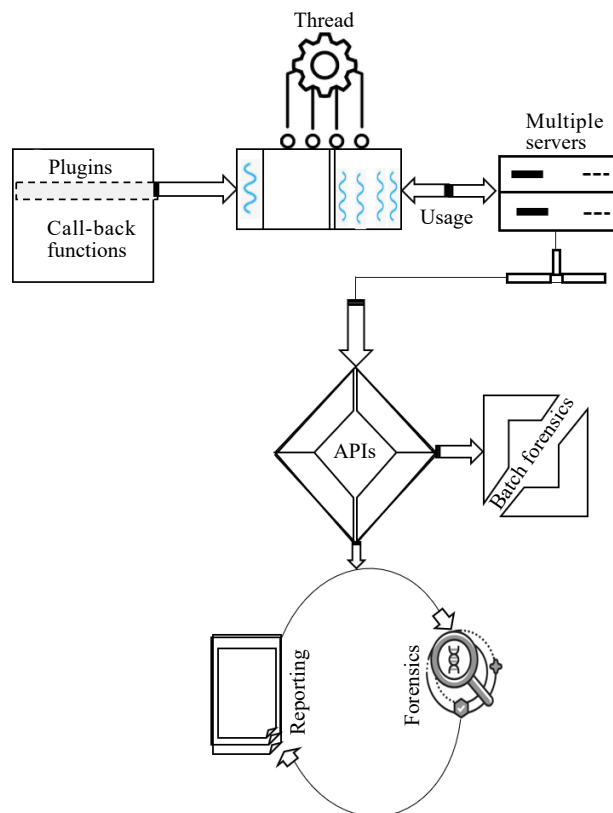 Thread
Multiple
servers
Plugins
Call-back
functions
Usage
APIs
Batch forensics
Reporting
Forensics